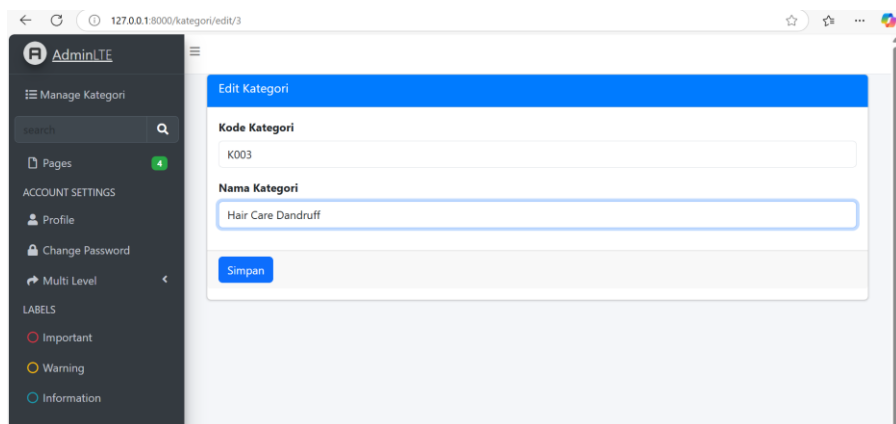 127.0.0.1:8000/kategori/edit/3
AdminLTE
Manage Kategori
search
Pages 4
ACCOUNT SETTINGS
Profile
Change Password
Multi Level
LABELS
Important
Warning
Information
Edit Kategori
Kode Kategori
K003
Nama Kategori
Hair Care Dandruff
Simpan